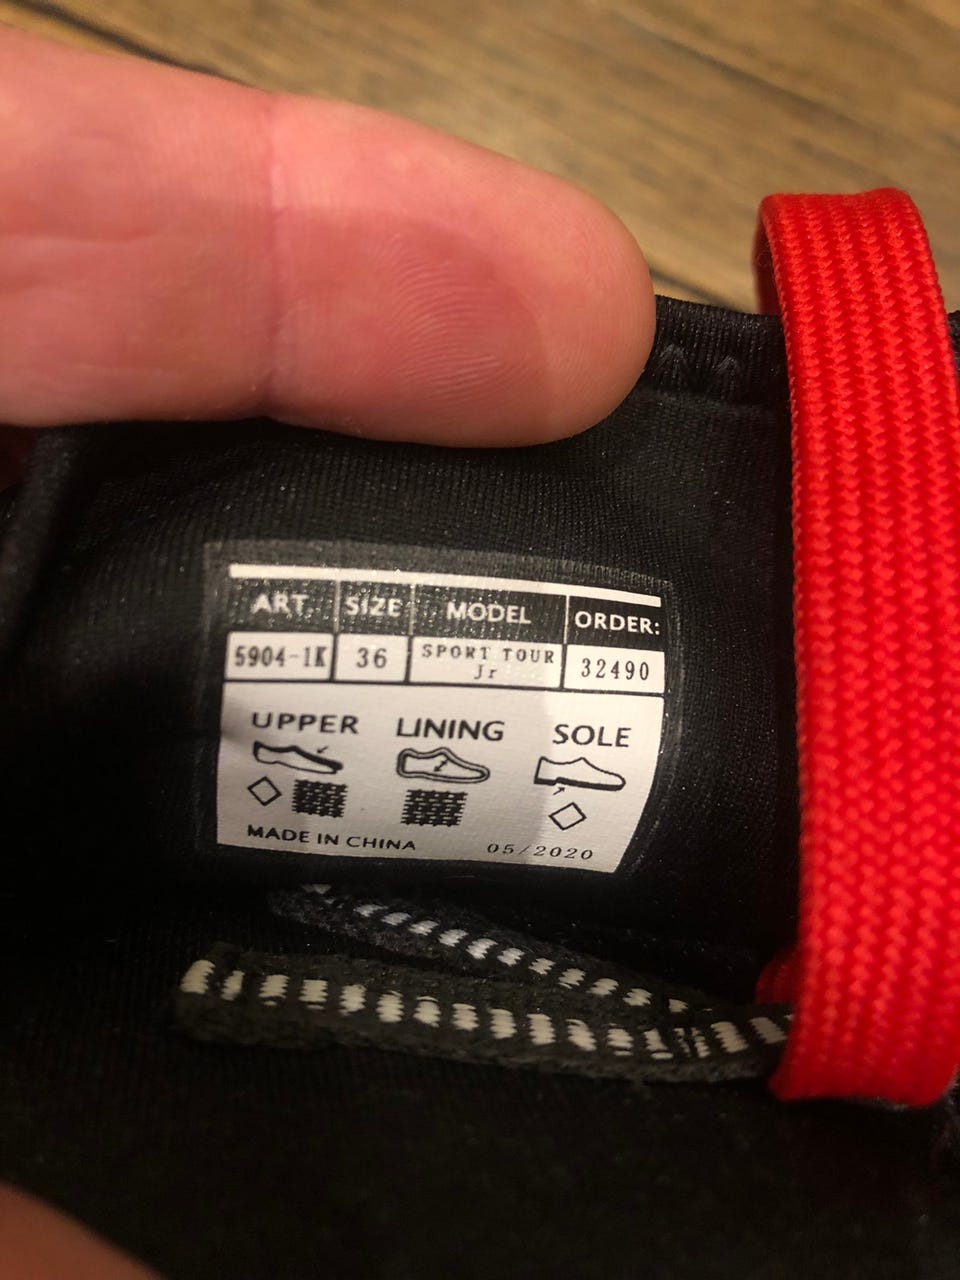 ART. SIZE MODEL ORDER:
5904-1K 36 SPORT TOUR Jr 32490
UPPER LINING SOLE
MADE IN CHINA 05/2020